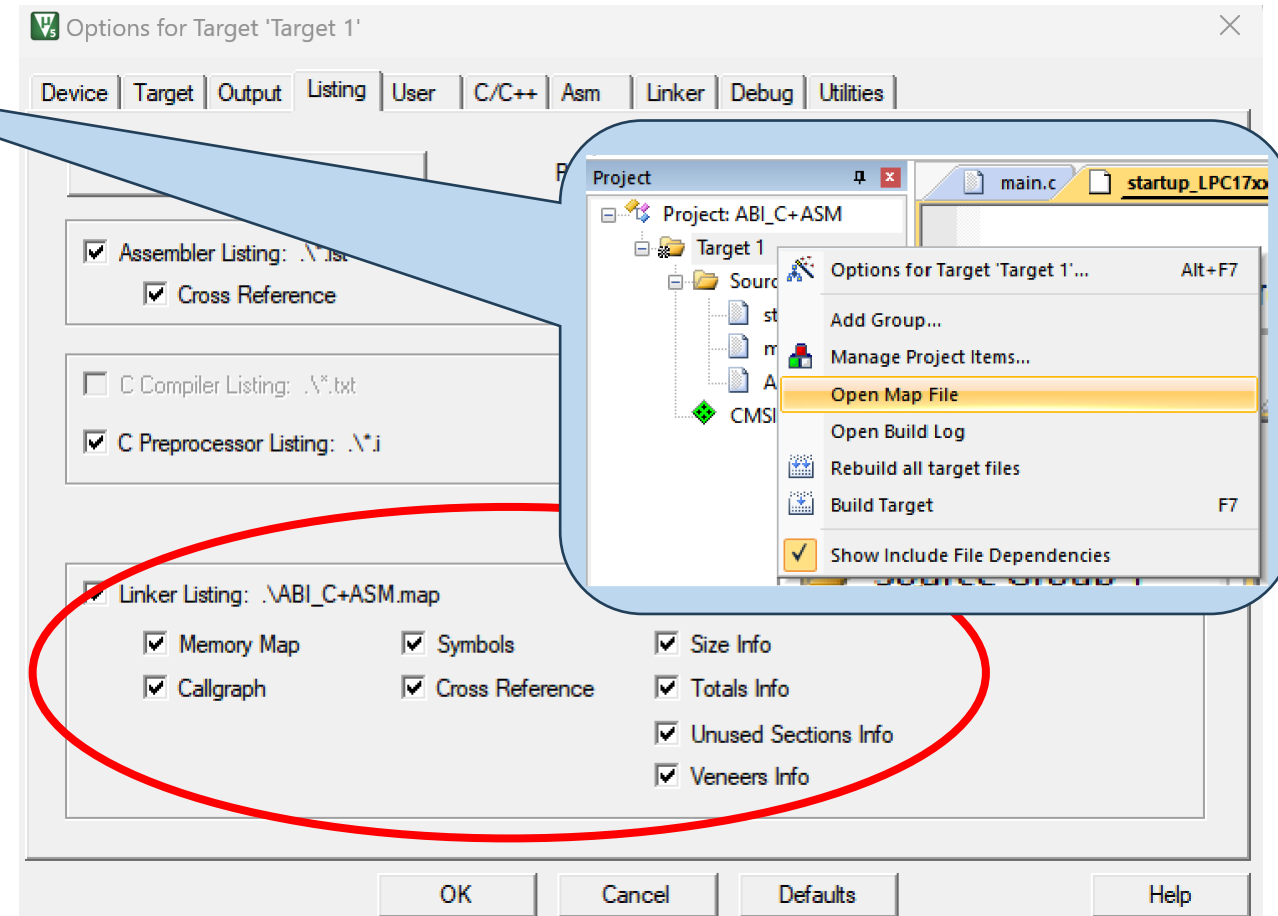 Options for Target 'Target 1'
Device Target Output Listing User C/C++ Asm Linker Debug Utilities
Assembler Listing: .\*.lst
Cross Reference
C Compiler Listing: .\*.txt
C Preprocessor Listing: .\*.i
Linker Listing: .\ABI_C+ASM.map
Memory Map Symbols Size Info
Callgraph Cross Reference Totals Info
Unused Sections Info
Veneers Info
OK Cancel Defaults Help
Project
main.c startup_LPC17xx
Project: ABI_C+ASM
Target 1
Options for Target 'Target 1'... Alt+F7
Add Group...
Manage Project Items...
Open Map File
CMSI
Open Build Log
Rebuild all target files
Build Target F7
Show Include File Dependencies